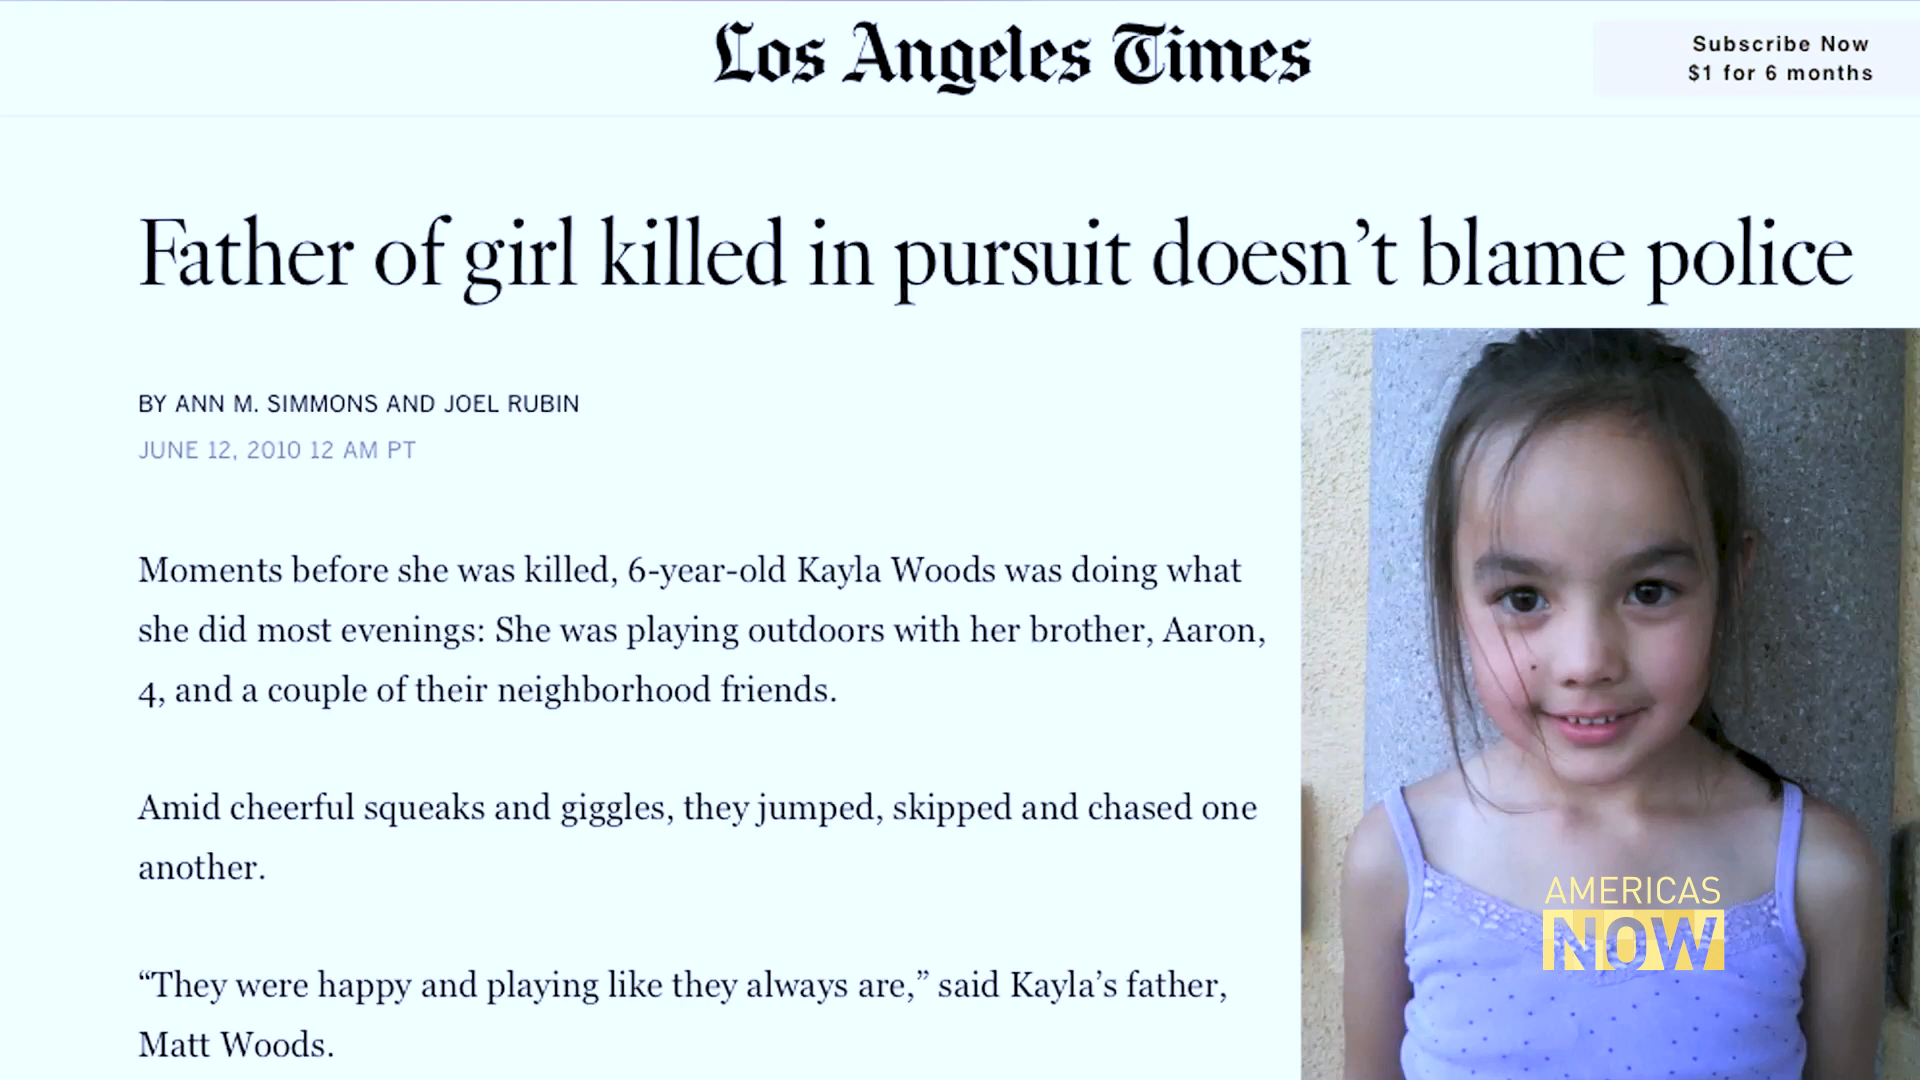 Los Angeles Times
Subscribe Now
$1 for 6 months
Father of girl killed in pursuit doesn’t blame police
BY ANN M. SIMMONS AND JOEL RUBIN
JUNE 12, 2010 12 AM PT
Moments before she was killed, 6-year-old Kayla Woods was doing what
she did most evenings: She was playing outdoors with her brother, Aaron,
4, and a couple of their neighborhood friends.
Amid cheerful squeaks and giggles, they jumped, skipped and chased one
another.
“They were happy and playing like they always are,” said Kayla’s father,
Matt Woods.
AMERICAS
NOW